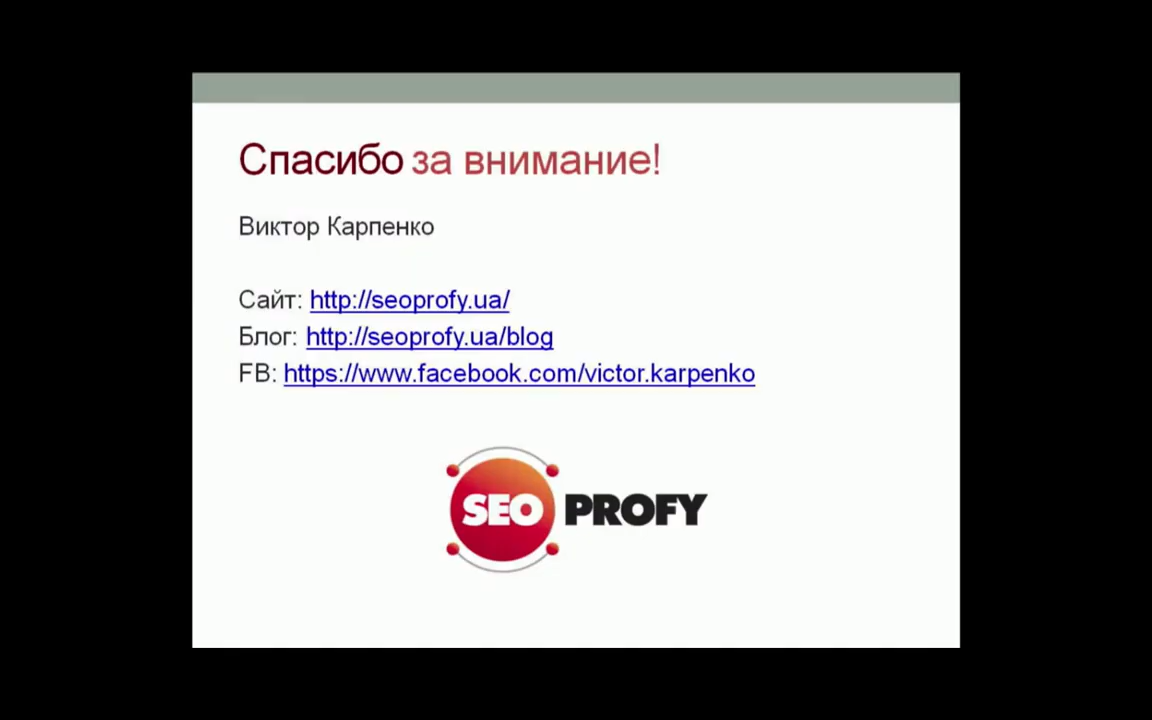 Спасибо за внимание!
Виктор Карпенко
Сайт: http://seoprofy.ua/
Блог: http://seoprofy.ua/blog
FB: https://www.facebook.com/victor.karpenko
SEO PROFY